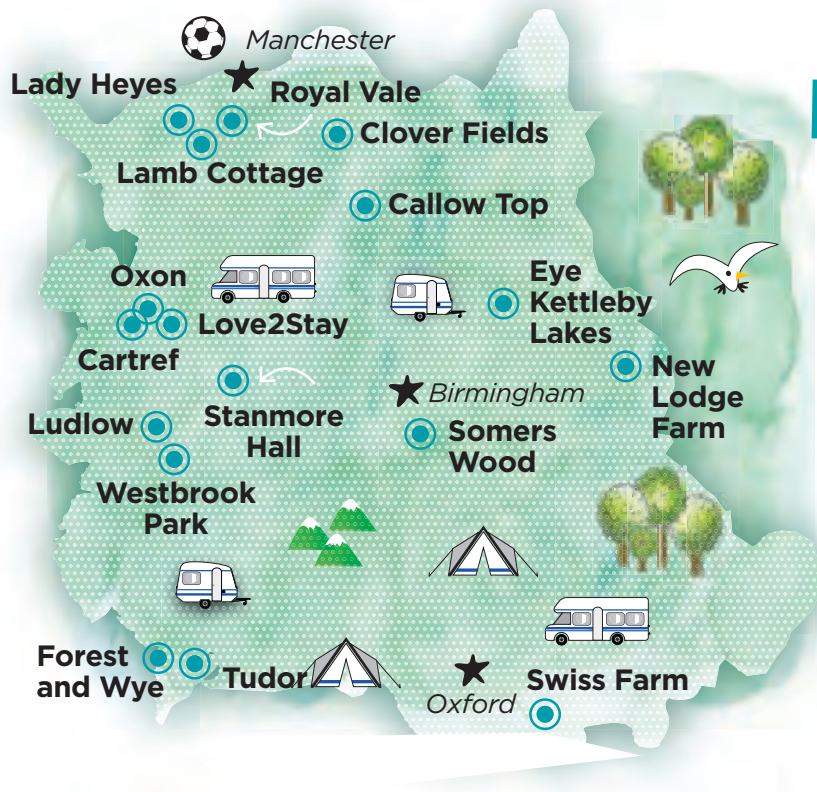 Manchester
Lady Heyes
Royal Vale
Clover Fields
Lamb Cottage
Callow Top
Oxon
Love2Stay
Cartref
Eye
Kettleby
Lakes
New
Lodge
Farm
Birmingham
Stanmore
Hall
Ludlow
Somers
Wood
Westbrook
Park
Forest
and Wye
Tudor
Swiss Farm
Oxford